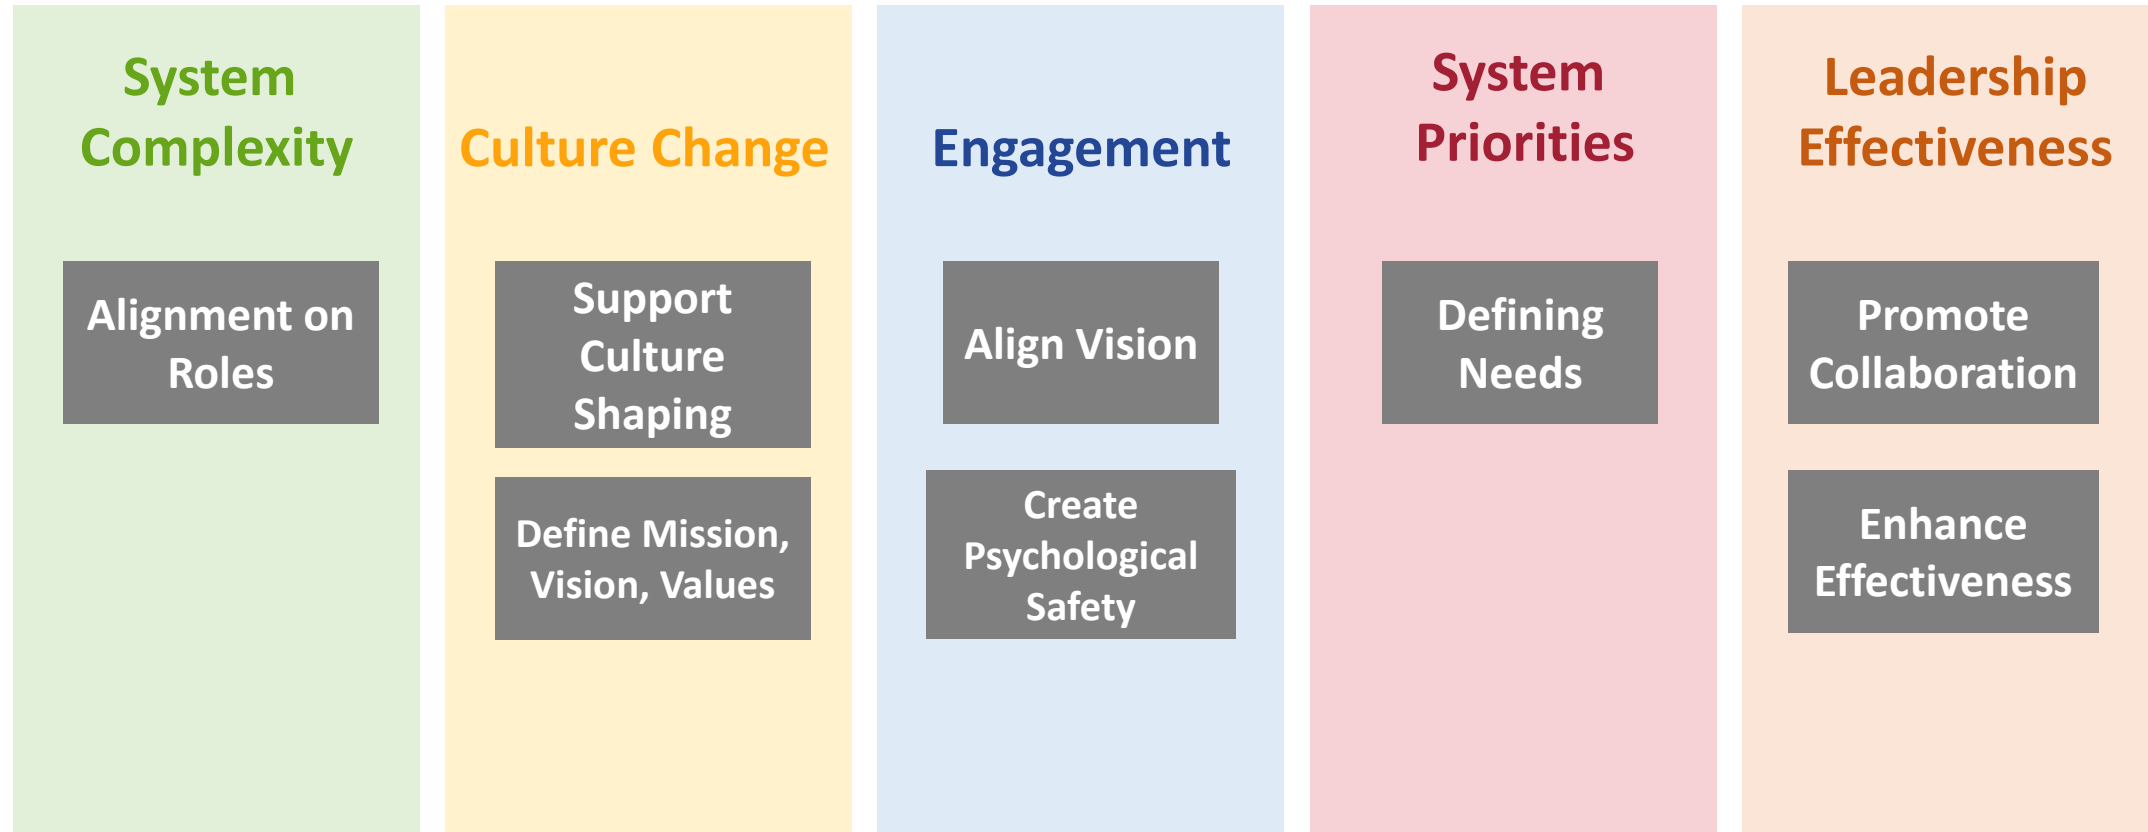 System
Complexity
Alignment on
Roles
Culture Change
Support
Culture
Shaping
Define Mission,
Vision, Values
Engagement
Align Vision
Create
Psychological
Safety
System
Priorities
Defining
Needs
Leadership
Effectiveness
Promote
Collaboration
Enhance
Effectiveness